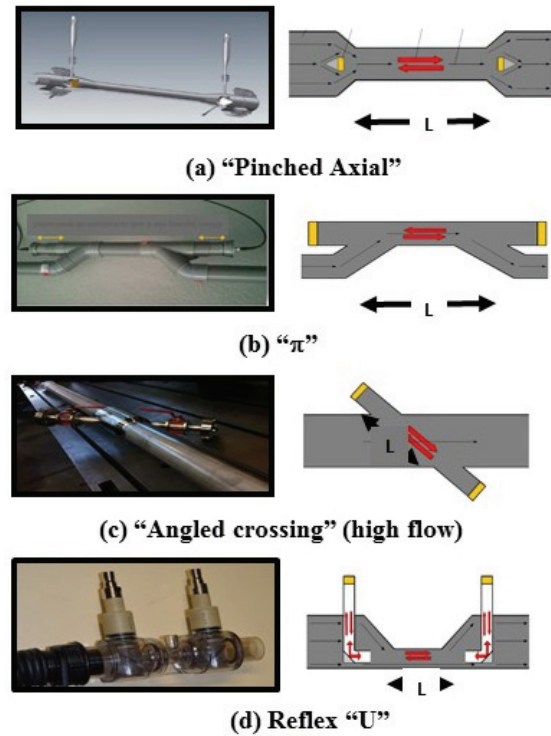 L
(a) “Pinched Axial”
L
(b) “π”
L
(c) “Angled crossing” (high flow)
L
(d) Reflex “U”